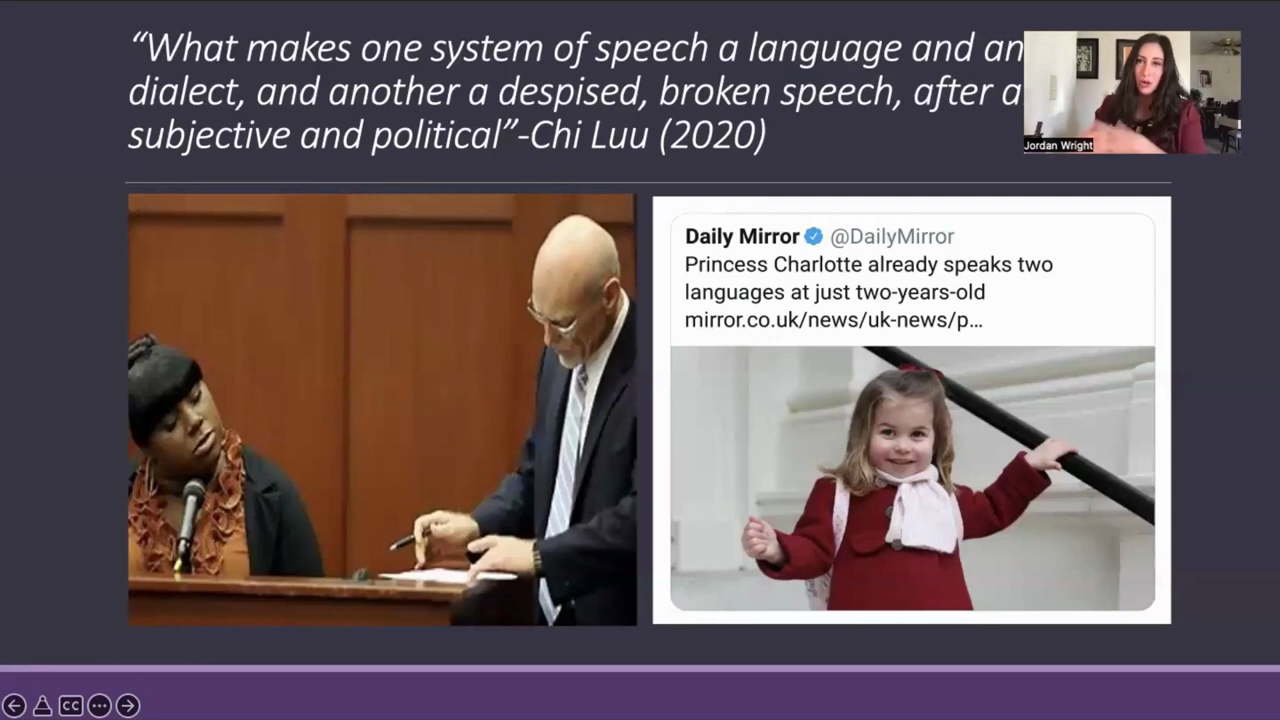 “What makes one system of speech a language and an
dialect, and another a despised, broken speech, after a
subjective and political”-Chi Luu (2020)
Jordan Wright
Daily Mirror @DailyMirror
Princess Charlotte already speaks two
languages at just two-years-old
mirror.co.uk/news/uk-news/p...
CC